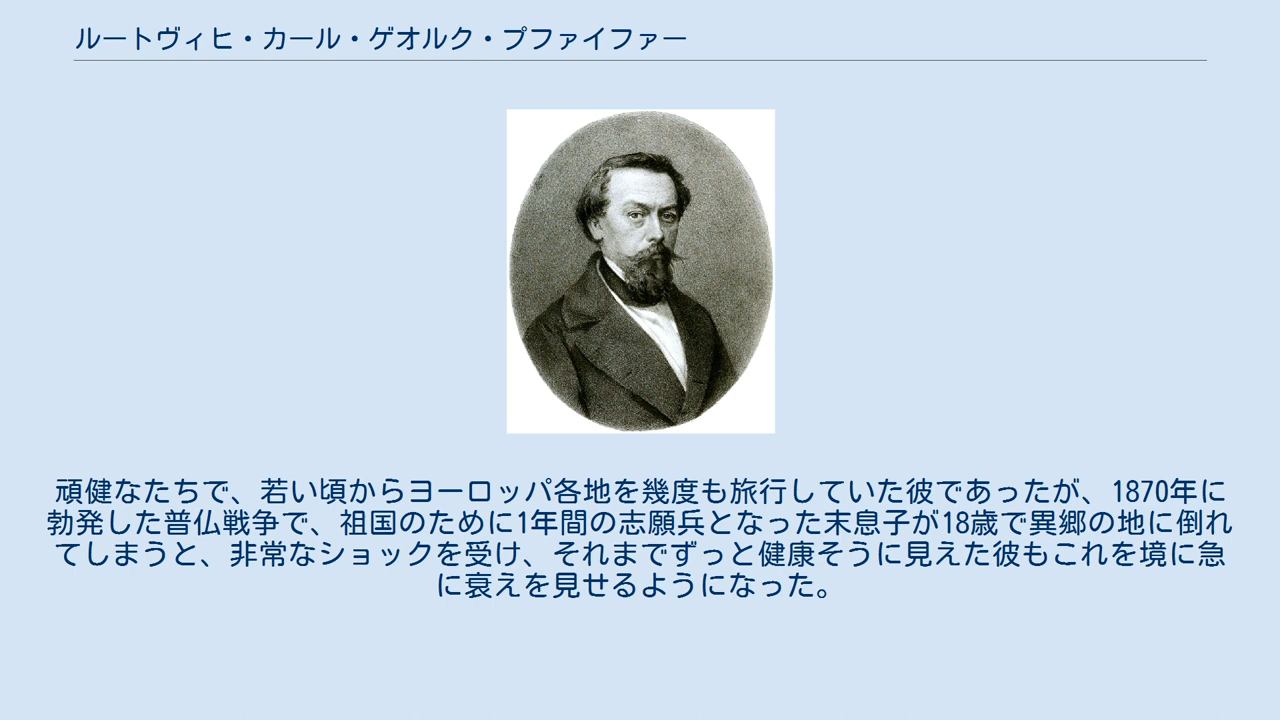 ルートヴィヒ・カール・ゲオルク・プファイファー
頑健なたちで、若い頃からヨーロッパ各地を幾度も旅行していた彼であったが、1870年に
勃発した普仏戦争で、祖国のために1年間の志願兵となった末息子が18歳で異郷の地に倒れ
てしまうと、非常なショックを受け、それまでずっと健康そうに見えた彼もこれを境に急
に衰えを見せるようになった。